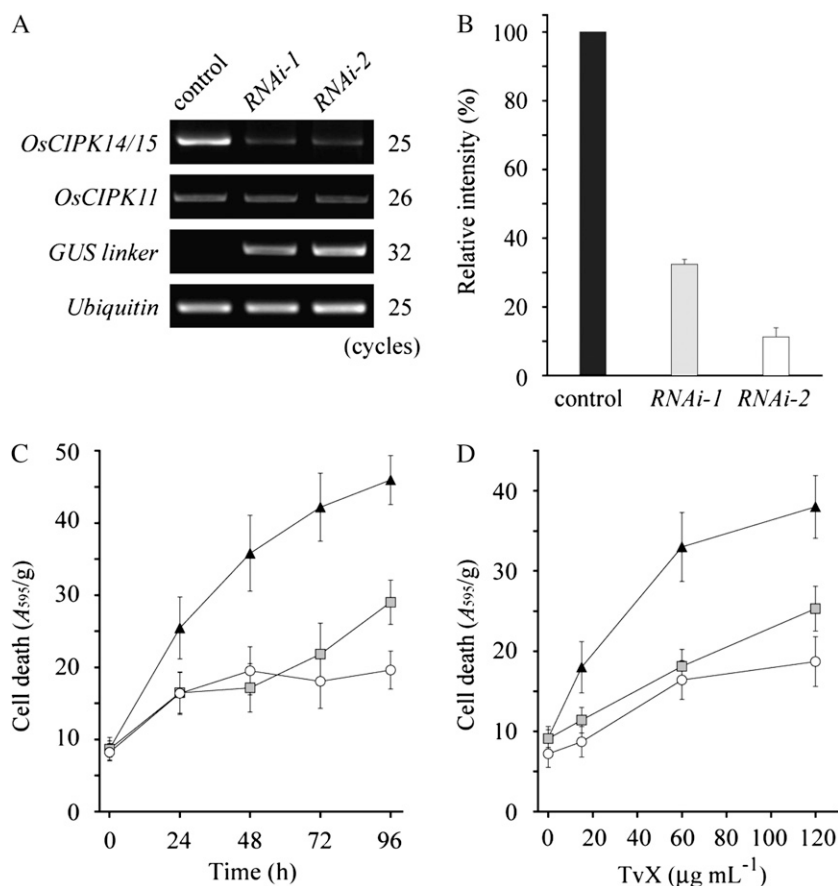 A
control RNAi-1 RNAi-2
OsCIPK14/15 25
OsCIPK11 26
GUS linker 32
Ubiquitin 25
(cycles)
B
Relative intensity (%)
100
80
60
40
20
0
control RNAi-1 RNAi-2
C
Cell death (A595/g)
50
40
30
20
10
0
0 24 48 72 96
Time (h)
D
Cell death (A595/g)
40
30
20
10
0
0 20 40 60 80 100 120
TvX (µg mL-1)